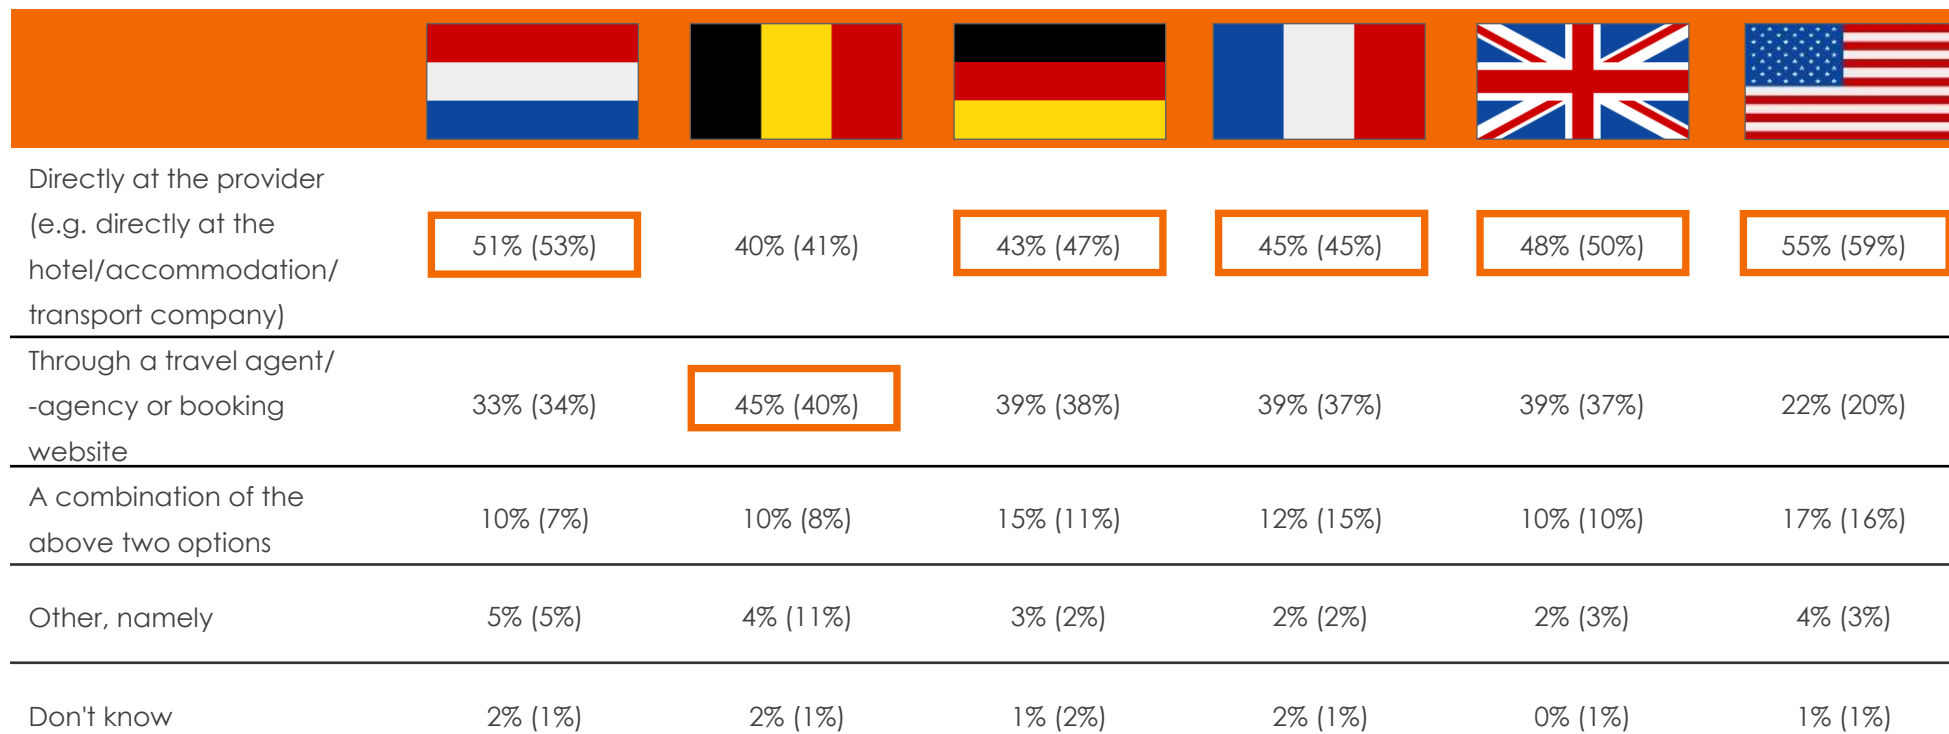 Directly at the provider
(e.g. directly at the
hotel/accommodation/
transport company)
51% (53%) 40% (41%) 43% (47%) 45% (45%) 48% (50%) 55% (59%)
Through a travel agent/
-agency or booking
website
33% (34%) 45% (40%) 39% (38%) 39% (37%) 39% (37%) 22% (20%)
A combination of the
above two options
10% (7%) 10% (8%) 15% (11%) 12% (15%) 10% (10%) 17% (16%)
Other, namely 5% (5%) 4% (11%) 3% (2%) 2% (2%) 2% (3%) 4% (3%)
Don't know 2% (1%) 2% (1%) 1% (2%) 2% (1%) 0% (1%) 1% (1%)